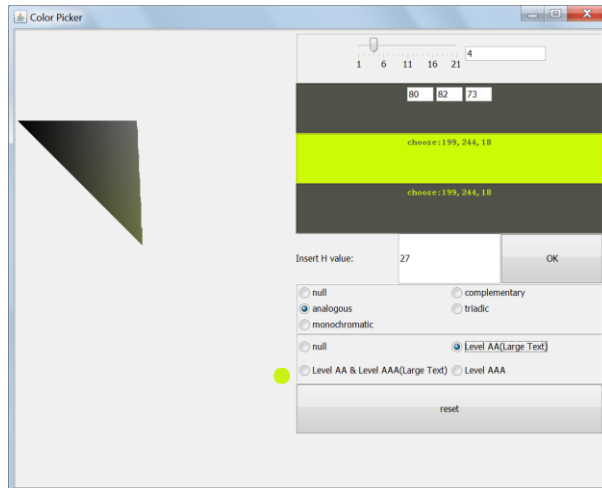 Color Picker
4
1 6 11 16 21
80 82 73
choose:199, 244, 18
choose:199, 244, 18
Insert H value: 27 OK
null complementary
analogous triadic
monochromatic
null Level AA(Large Text)
Level AA & Level AAA(Large Text) Level AAA
reset